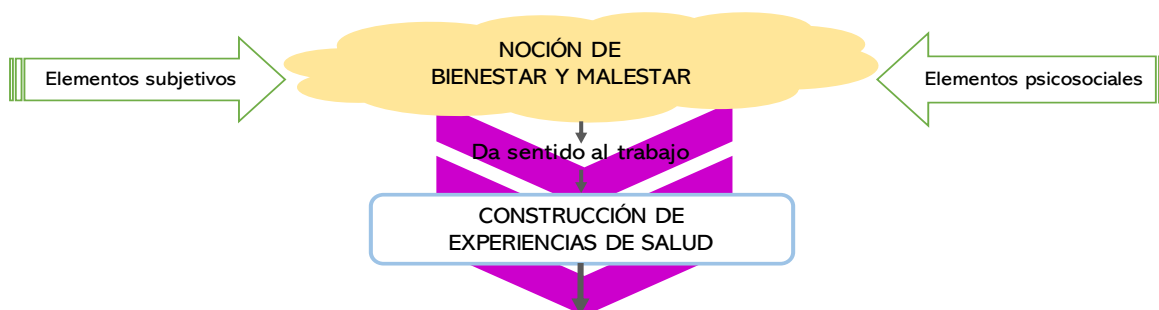 NOCIÓN DE
BIENESTAR Y MALESTAR
Elementos subjetivos
Elementos psicosociales
Da sentido al trabajo
CONSTRUCCIÓN DE
EXPERIENCIAS DE SALUD